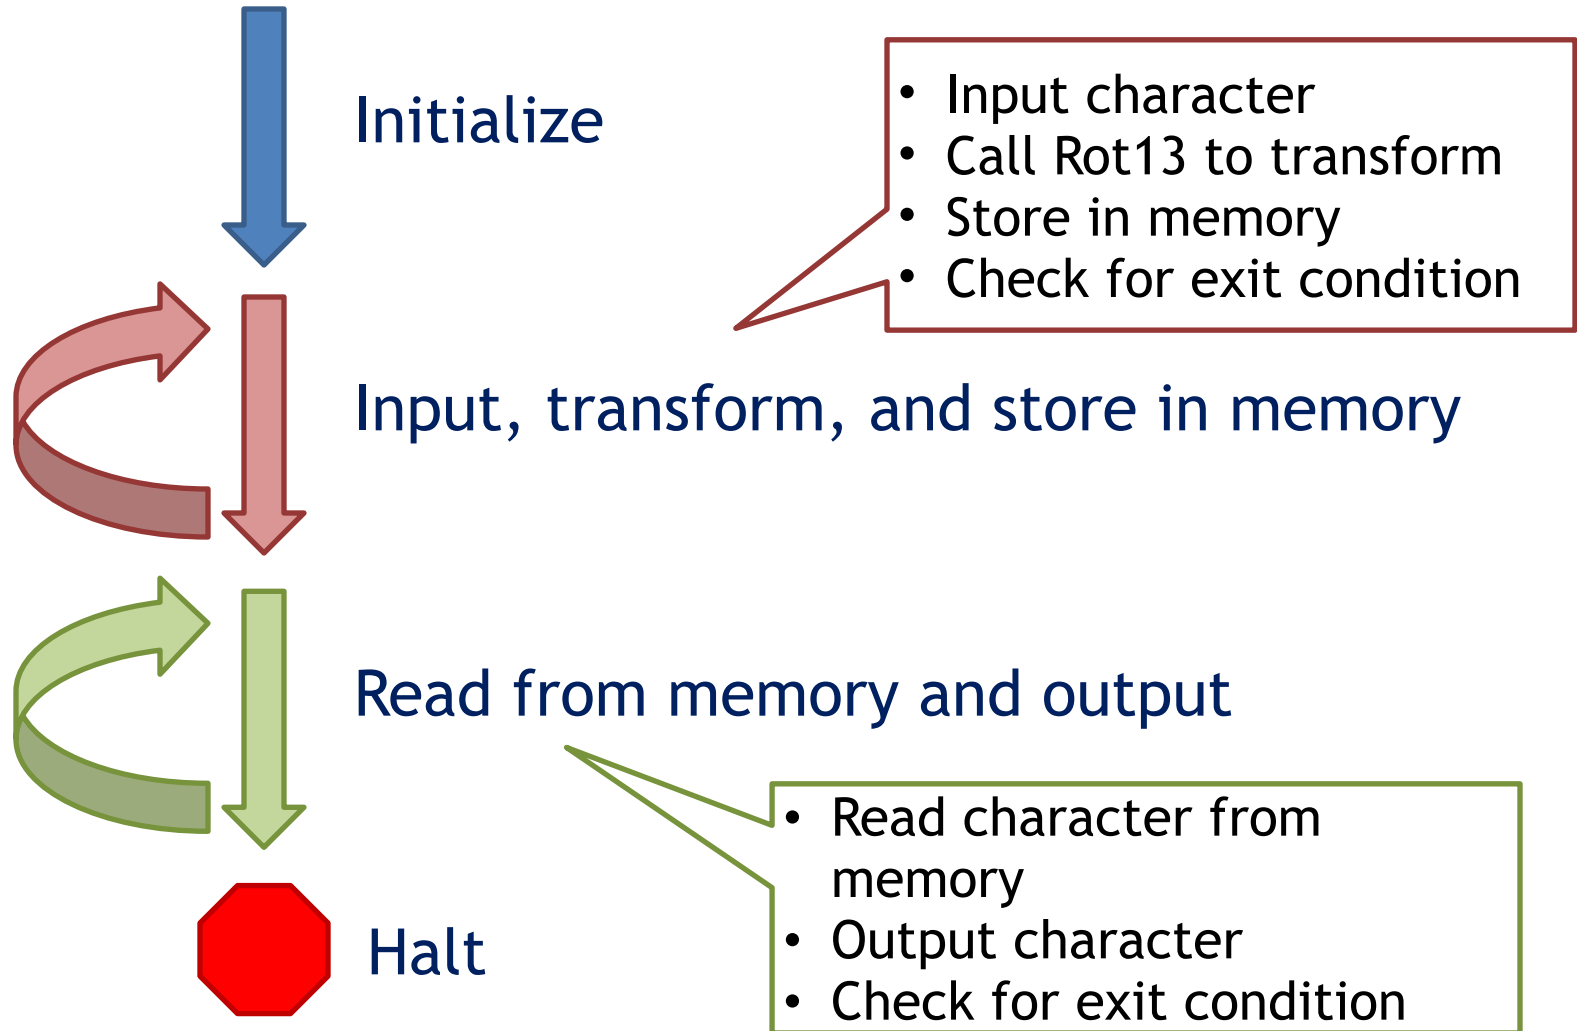 Initialize
• Input character
• Call Rot13 to transform
• Store in memory
• Check for exit condition
Input, transform, and store in memory
Read from memory and output
• Read character from
memory
• Output character
• Check for exit condition
Halt